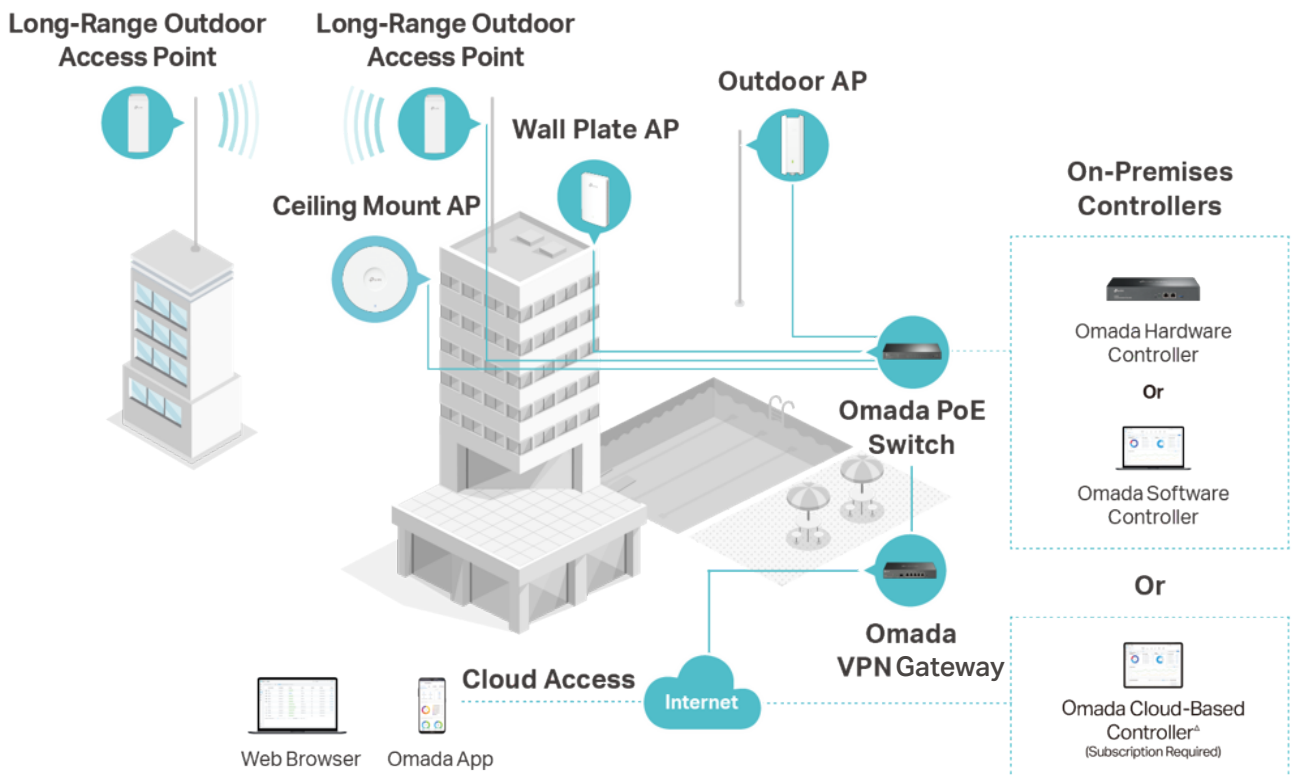 Long-Range Outdoor
Access Point
Long-Range Outdoor
Access Point
Outdoor AP
Wall Plate AP
Ceiling Mount AP
On-Premises
Controllers
Omada Hardware
Controller
Or
Omada Software
Controller
Omada PoE
Switch
Or
Omada
VPN Gateway
Cloud Access
Internet
Web Browser
Omada App
Omada Cloud-Based
Controller△
(Subscription Required)